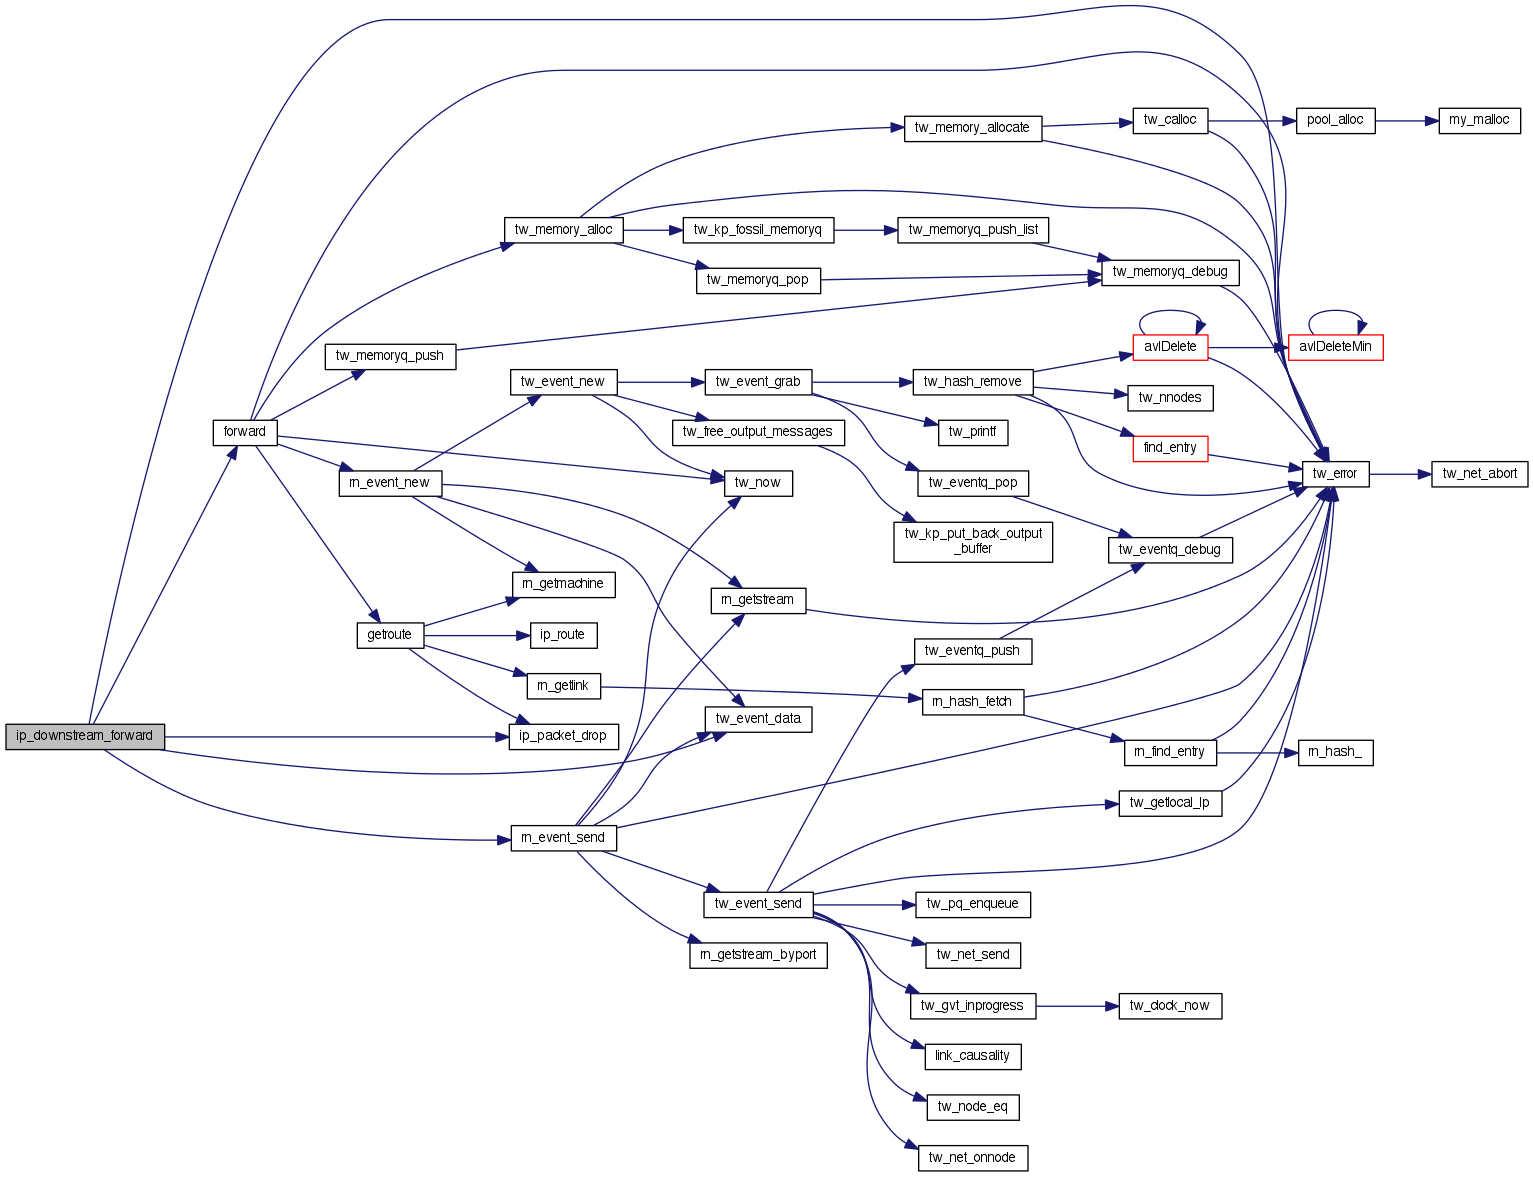 tw_calloc
pool_alloc
my_malloc
tw_memory_allocate
tw_memory_alloc
tw_kp_fossil_memoryq
tw_memoryq_push_list
tw_memoryq_pop
tw_memoryq_debug
tw_memoryq_push
avlDelete
avlDeleteMin
tw_event_new
tw_event_grab
tw_hash_remove
tw_nnodes
forward
tw_free_output_messages
tw_printf
find_entry
rn_event_new
tw_now
tw_eventq_pop
tw_error
tw_net_abort
tw_kp_put_back_output
_buffer
tw_eventq_debug
rn_getmachine
rn_getstream
getroute
ip_route
tw_eventq_push
rn_getlink
rn_hash_fetch
ip_downstream_forward
ip_packet_drop
tw_event_data
rn_find_entry
rn_hash_
tw_getlocal_lp
rn_event_send
tw_event_send
tw_pq_enqueue
rn_getstream_byport
tw_net_send
tw_gvt_inprogress
tw_clock_now
link_causality
tw_node_eq
tw_net_onnode